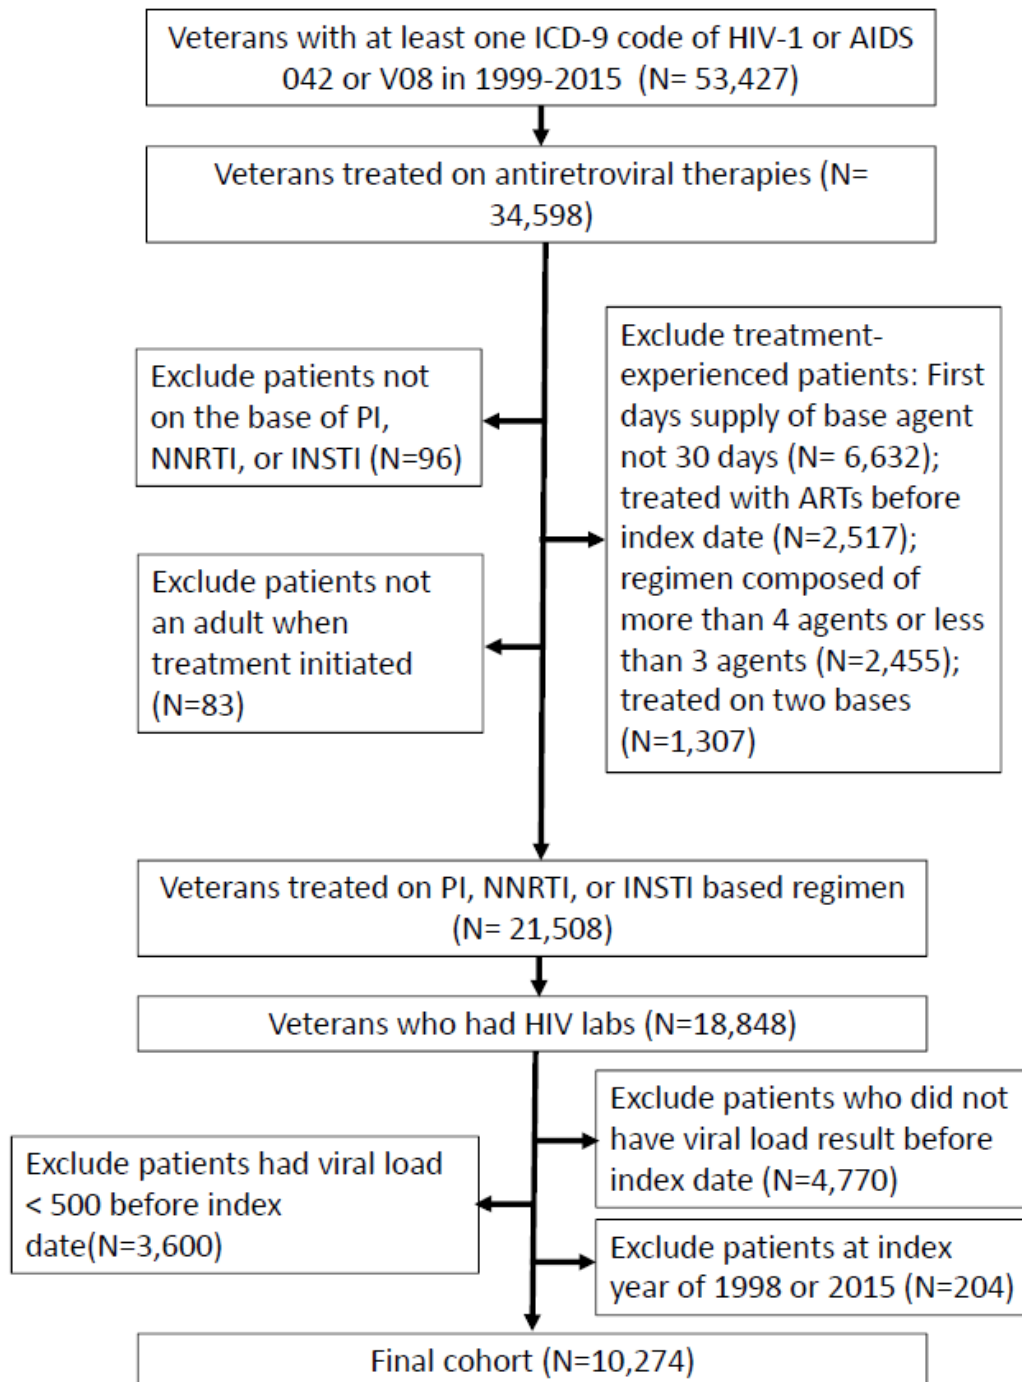 Veterans with at least one ICD-9 code of HIV-1 or AIDS
042 or V08 in 1999-2015 (N= 53,427)
Veterans treated on antiretroviral therapies (N=
34,598)
Exclude patients not
on the base of PI,
NNRTI, or INSTI (N=96)
Exclude treatment-
experienced patients: First
days supply of base agent
not 30 days (N= 6,632);
treated with ARTs before
index date (N=2,517);
regimen composed of
more than 4 agents or less
than 3 agents (N=2,455);
treated on two bases
(N=1,307)
Exclude patients not
an adult when
treatment initiated
(N=83)
Veterans treated on PI, NNRTI, or INSTI based regimen
(N= 21,508)
Veterans who had HIV labs (N=18,848)
Exclude patients who did not
have viral load result before
index date (N=4,770)
Exclude patients had viral load
< 500 before index
date(N=3,600)
Exclude patients at index
year of 1998 or 2015 (N=204)
Final cohort (N=10,274)